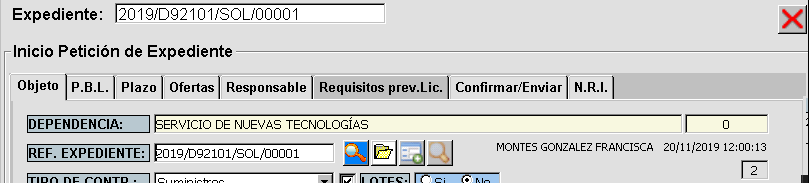 Expediente: 2019/D92101/SOL/00001
Inicio Petición de Expediente
Objeto P.B.L. Plazo Ofertas Responsable Requisitos prev.Lic. Confirmar/Enviar N.R.I.
DEPENDENCIA: SERVICIO DE NUEVAS TECNOLOGÍAS 0
REF. EXPEDIENTE: 2019/D92101/SOL/00001 MONTES GONZALEZ FRANCISCA 20/11/2019 12:00:13
2
TIPO DE CONTR.: Suministros LOTES: Si No